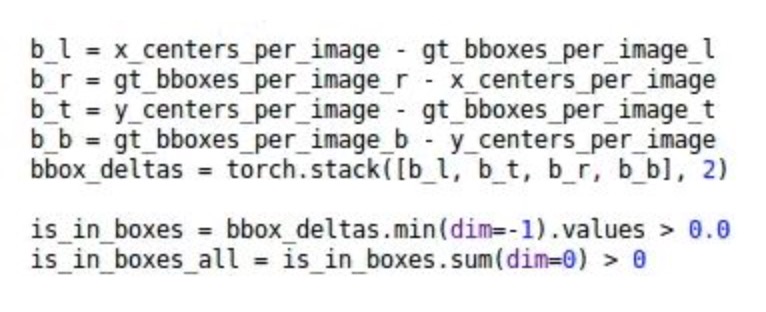 b_l = x_centers_per_image - gt_bboxes_per_image_l
b_r = gt_bboxes_per_image_r - x_centers_per_image
b_t = y_centers_per_image - gt_bboxes_per_image_t
b_b = gt_bboxes_per_image_b - y_centers_per_image
bbox_deltas = torch.stack([b_l, b_t, b_r, b_b], 2)
is_in_boxes = bbox_deltas.min(dim=-1).values > 0.0
is_in_boxes_all = is_in_boxes.sum(dim=0) > 0